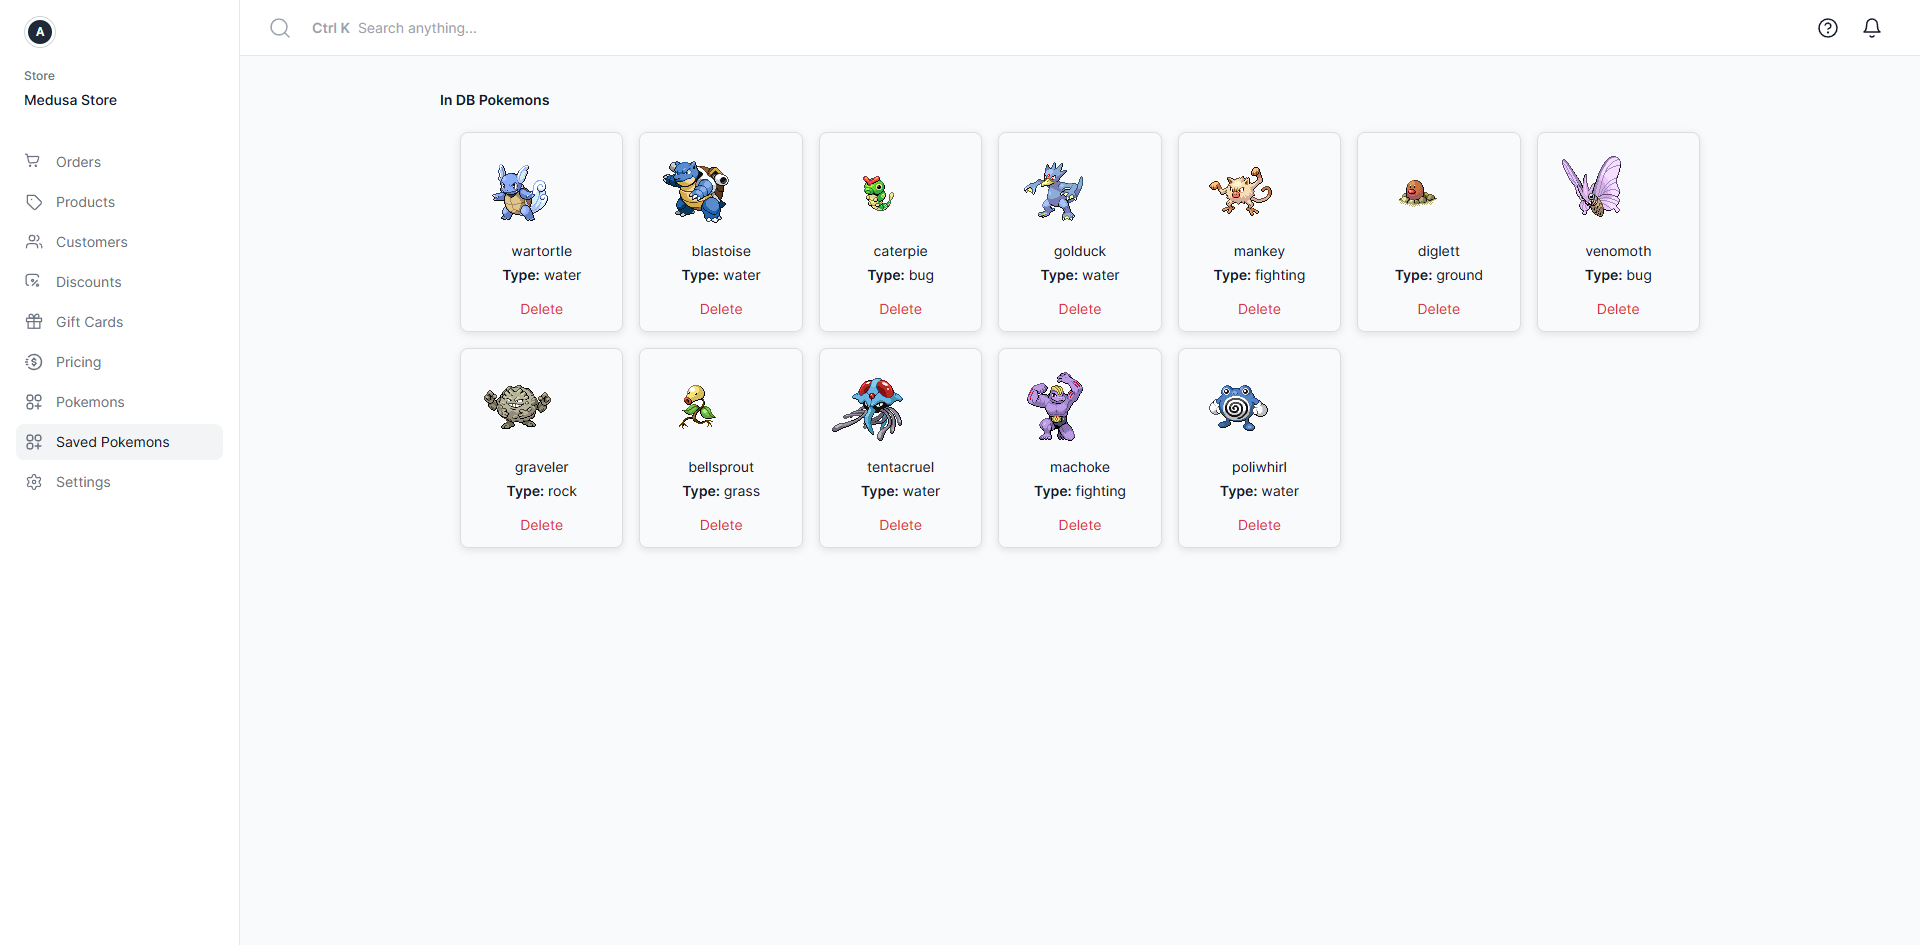 A
Store
Medusa Store
Orders
Products
Customers
Discounts
Gift Cards
Pricing
Pokemons
Saved Pokemons
Settings
Ctrl K Search anything...
In DB Pokemons
wartortle
Type: water
Delete
blastoise
Type: water
Delete
caterpie
Type: bug
Delete
golduck
Type: water
Delete
mankey
Type: fighting
Delete
diglett
Type: ground
Delete
venomoth
Type: bug
Delete
graveler
Type: rock
Delete
bellsprout
Type: grass
Delete
tentacruel
Type: water
Delete
machoke
Type: fighting
Delete
poliwhirl
Type: water
Delete